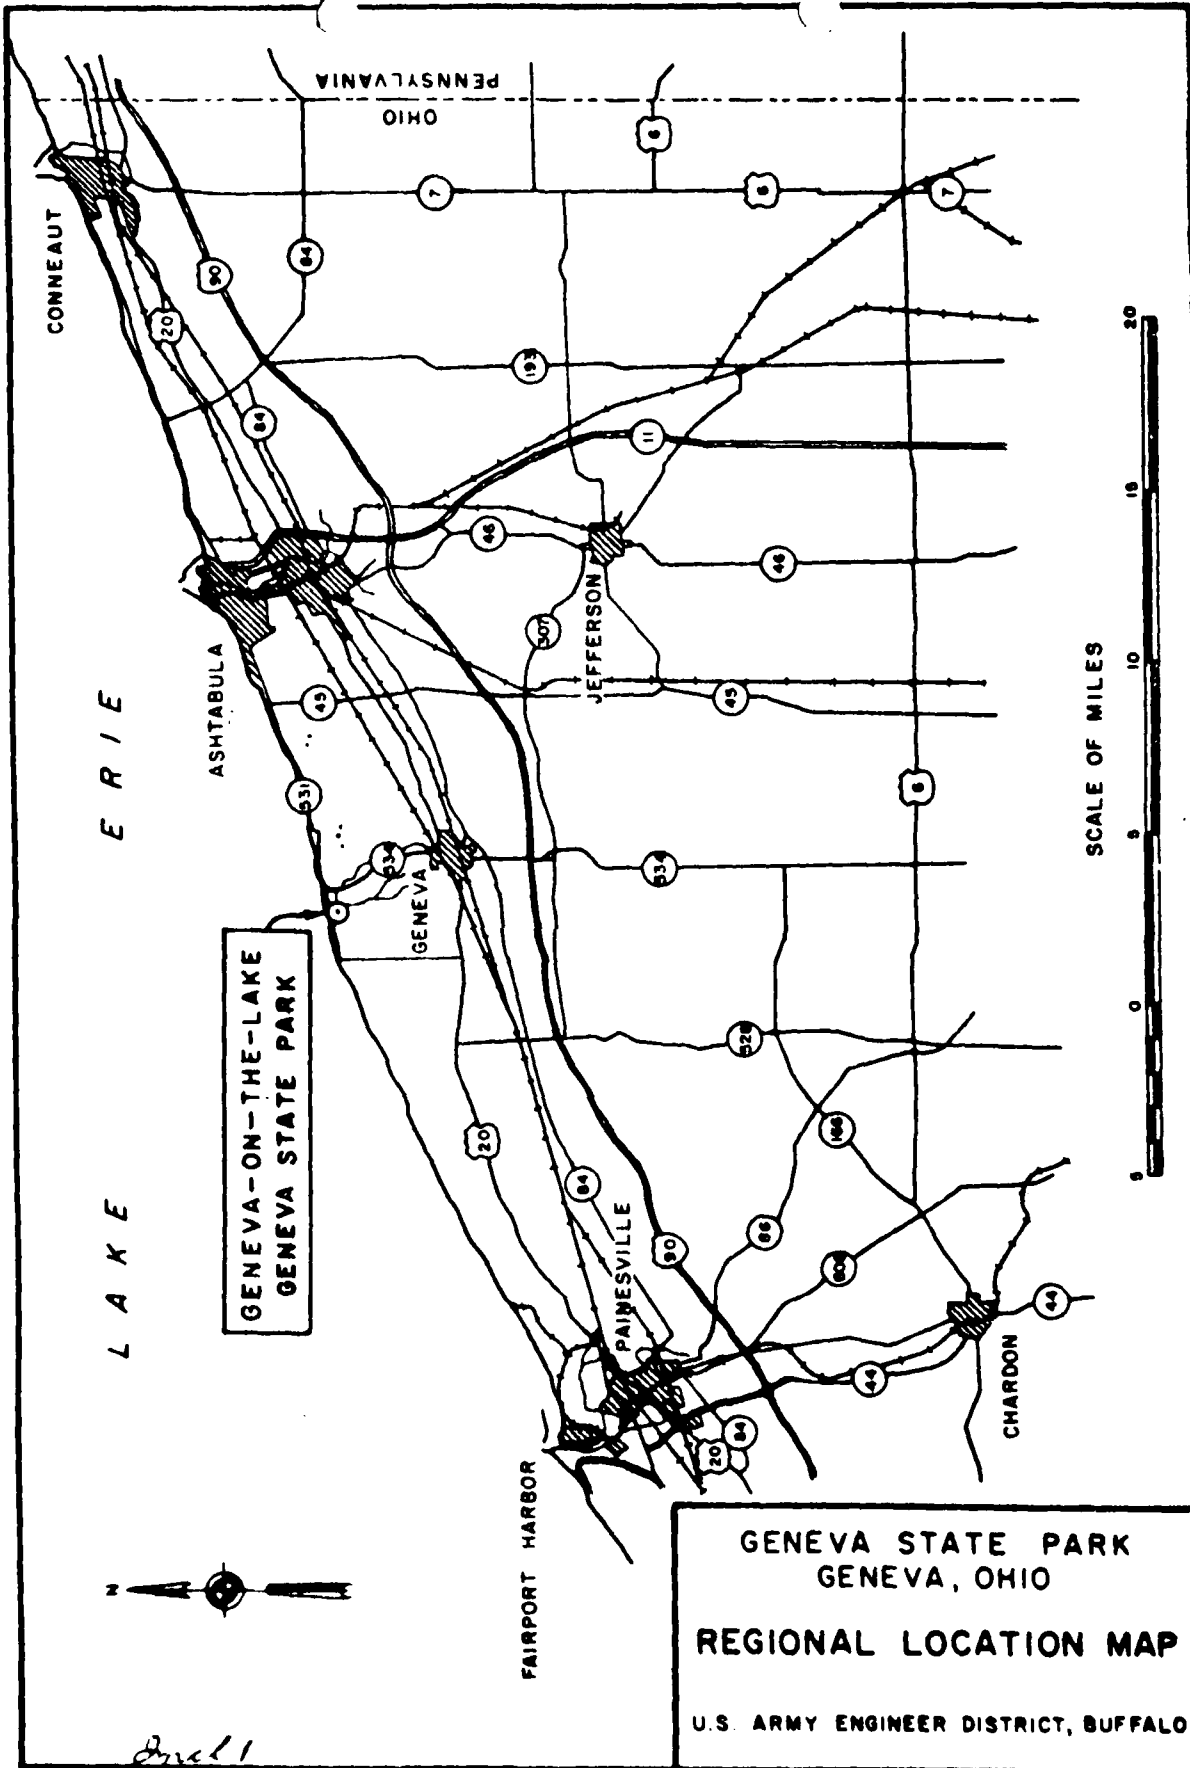 PENNSYLVANIA
OHIO
CONNEAUT
90
84
7
6
6
7
20
84
193
11
46
46
307
JEFFERSON
ASHTABULA
45
45
LAKE ERIE
531
534
534
GENEVA
6
GENEVA-ON-THE-LAKE
GENEVA STATE PARK
528
166
20
84
86
90
608
PAINESVILLE
44
44
CHARDON
20
84
FAIRPORT HARBOR
SCALE OF MILES
5 0 5 10 15 20
N
GENEVA STATE PARK
GENEVA, OHIO
REGIONAL LOCATION MAP
U.S. ARMY ENGINEER DISTRICT, BUFFALO